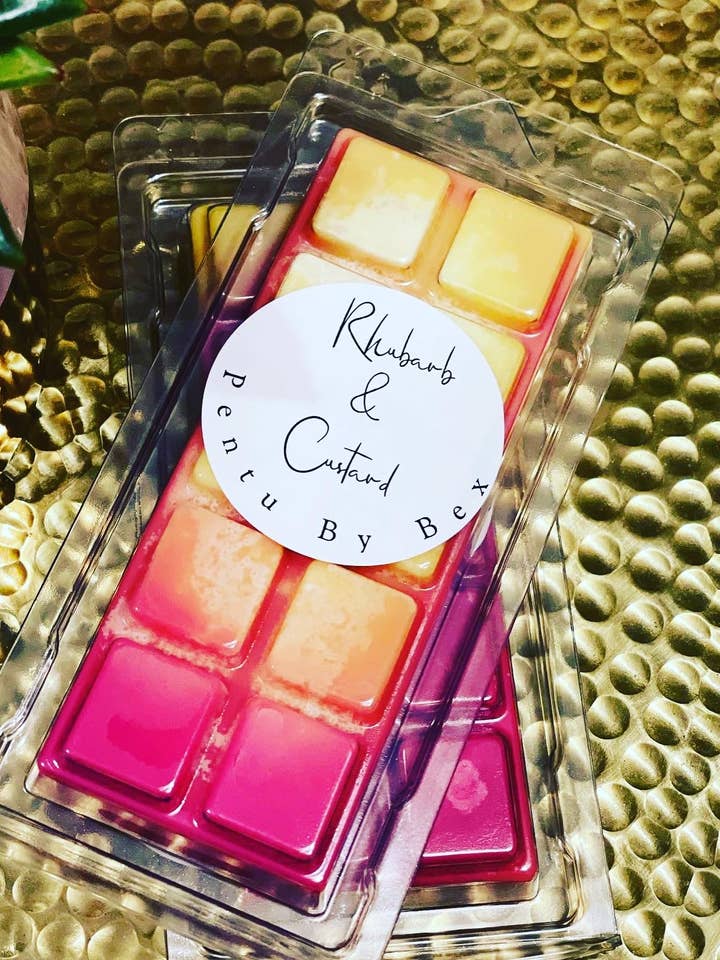 Rhubarb
&
Custard
Pentu By Bex